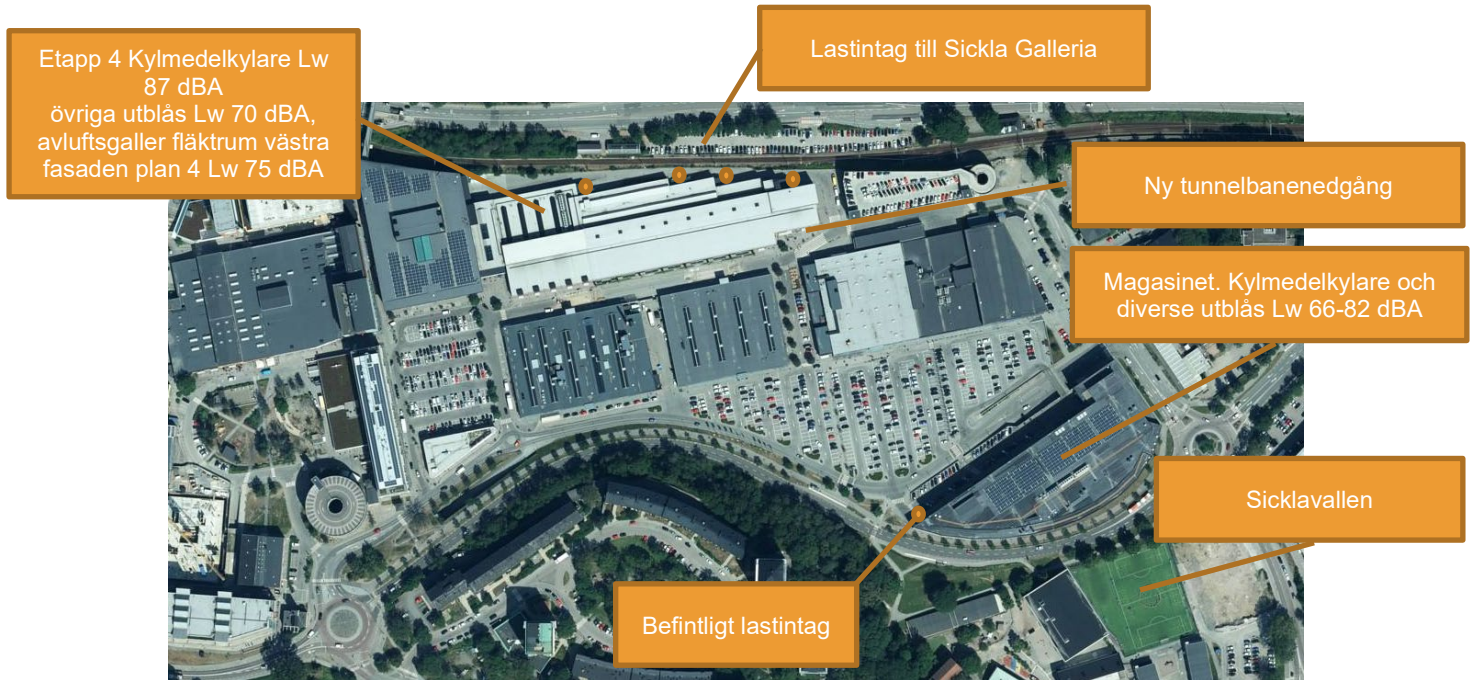 Lastintag till Sickla Galleria
Etapp 4 Kylmedelkylare Lw
87 dBA
övriga utblås Lw 70 dBA,
avluftsgaller fläktrum västra
fasaden plan 4 Lw 75 dBA
Ny tunnelbanenedgång
Magasinet. Kylmedelkylare och
diverse utblås Lw 66-82 dBA
Sicklavallen
Befintligt lastintag